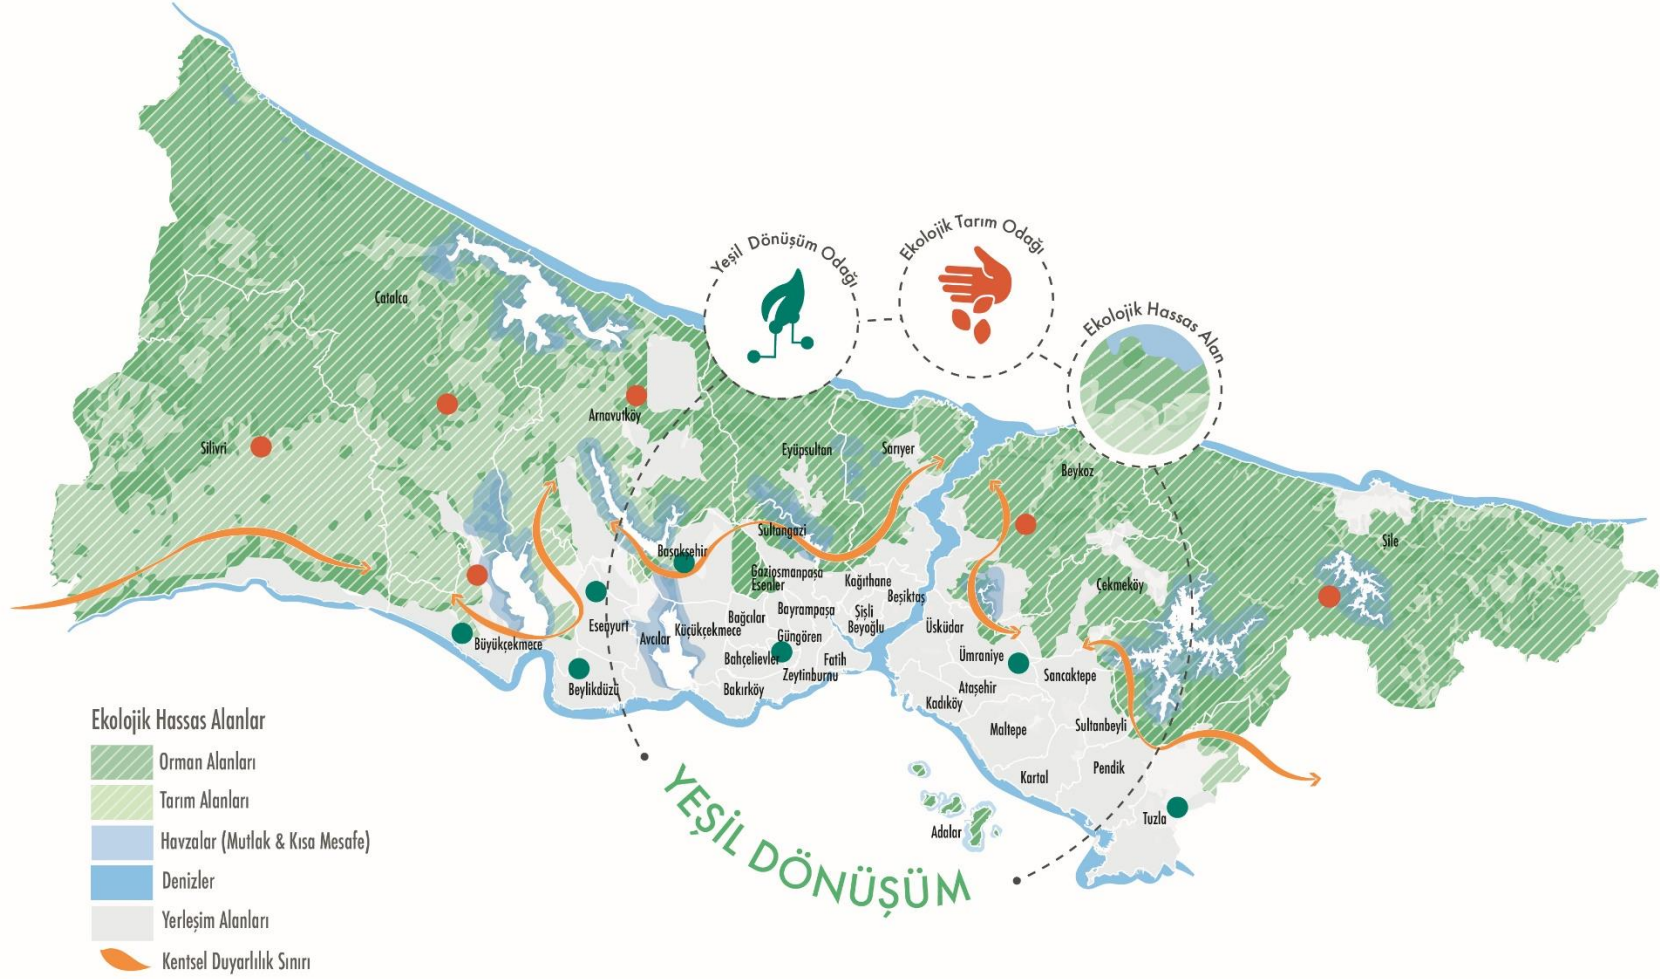 Yeşil Dönüşüm Odağı
Ekolojik Tarım Odağı
Ekolojik Hassas Alan
Çatalca
Silivri
Arnavutköy
Eyüpsultan
Sarıyer
Beykoz
Şile
Sultangazi
Başakşehir
Gaziosmanpaşa
Esenler
Kağıthane
Beşiktaş
Çekmeköy
Bayrampaşa
Şişli
Beyoğlu
Bağcılar
Güngören
Küçükçekmece
Esenyurt
Avcılar
Büyükçekmece
Bahçelievler
Fatih
Zeytinburnu
Bakırköy
Beylikdüzü
Üsküdar
Ümraniye
Ataşehir
Kadıköy
Sancaktepe
Sultanbeyli
Maltepe
Kartal
Pendik
Tuzla
Adalar
YEŞİL DÖNÜŞÜM
Ekolojik Hassas Alanlar
Orman Alanları
Tarım Alanları
Havzalar (Mutlak & Kısa Mesafe)
Denizler
Yerleşim Alanları
Kentsel Duyarlılık Sınırı